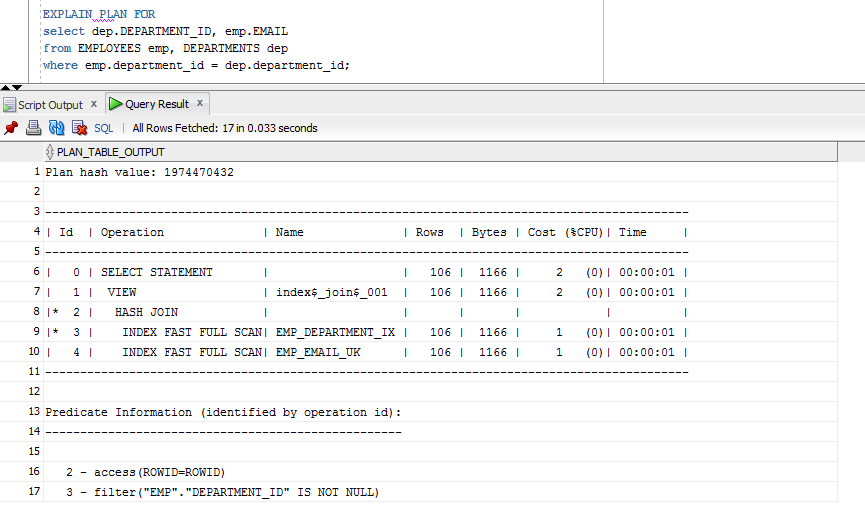 EXPLAIN PLAN FOR
select dep.DEPARTMENT_ID, emp.EMAIL
from EMPLOYEES emp, DEPARTMENTS dep
where emp.department_id = dep.department_id;
Script Output x Query Result x
SQL | All Rows Fetched: 17 in 0.033 seconds
PLAN_TABLE_OUTPUT
1 Plan hash value: 1974470432
2
3 --------------------------------------------------------------------------------------------
4 | Id | Operation | Name | Rows | Bytes | Cost (%CPU)| Time |
5 --------------------------------------------------------------------------------------------
6 | 0 | SELECT STATEMENT | | 106 | 1166 | 2 (0)| 00:00:01 |
7 | 1 | VIEW | index$_join$_001 | 106 | 1166 | 2 (0)| 00:00:01 |
8 |* 2 | HASH JOIN | | | | | |
9 |* 3 | INDEX FAST FULL SCAN| EMP_DEPARTMENT_IX | 106 | 1166 | 1 (0)| 00:00:01 |
10 | 4 | INDEX FAST FULL SCAN| EMP_EMAIL_UK | 106 | 1166 | 1 (0)| 00:00:01 |
11 --------------------------------------------------------------------------------------------
12
13 Predicate Information (identified by operation id):
14 ---------------------------------------------------
15
16 2 - access(ROWID=ROWID)
17 3 - filter("EMP"."DEPARTMENT_ID" IS NOT NULL)